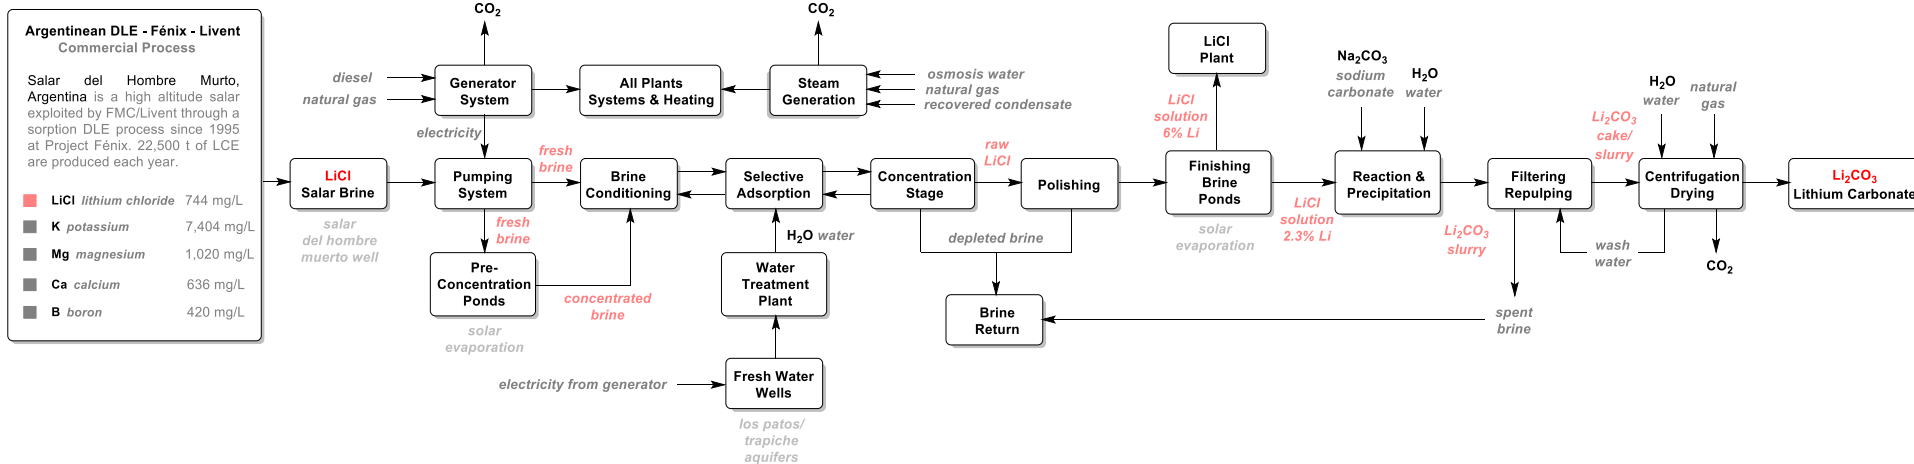 Argentinean DLE - Fénix - Livent
Commercial Process
Salar del Hombre Murto,
Argentina is a high altitude salar
exploited by FMC/Livent through a
sorption DLE process since 1995
at Project Fénix. 22,500 t of LCE
are produced each year.
LiCl lithium chloride 744 mg/L
K potassium 7,404 mg/L
Mg magnesium 1,020 mg/L
Ca calcium 636 mg/L
B boron 420 mg/L
LiCl
Salar Brine
salar
del hombre
muerto well
CO₂
diesel
natural gas
Generator
System
electricity
Pumping
System
fresh
brine
fresh
brine
Pre-
Concentration
Ponds
solar
evaporation
concentrated
brine
All Plants
Systems & Heating
Brine
Conditioning
CO₂
Steam
Generation
osmosis water
natural gas
recovered condensate
Selective
Adsorption
H₂O water
Water
Treatment
Plant
electricity from generator
Fresh Water
Wells
los patos/
trapiche
aquifers
Concentration
Stage
raw
LiCl
Polishing
depleted brine
Brine
Return
LiCl
Plant
LiCl
solution
6% Li
Finishing
Brine
Ponds
solar
evaporation
LiCl
solution
2.3% Li
Na₂CO₃
sodium
carbonate
H₂O
water
Reaction &
Precipitation
Li₂CO₃
slurry
Filtering
Repulping
spent
brine
Li₂CO₃
cake/
slurry
H₂O
water
natural
gas
Centrifugation
Drying
wash
water
CO₂
Li₂CO₃
Lithium Carbonate